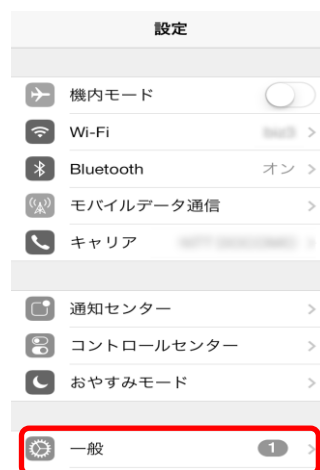 設定
機内モード
Wi-Fi
Bluetooth
オン
モバイルデータ通信
キャリア
通知センター
コントロールセンター
おやすみモード
一般
1